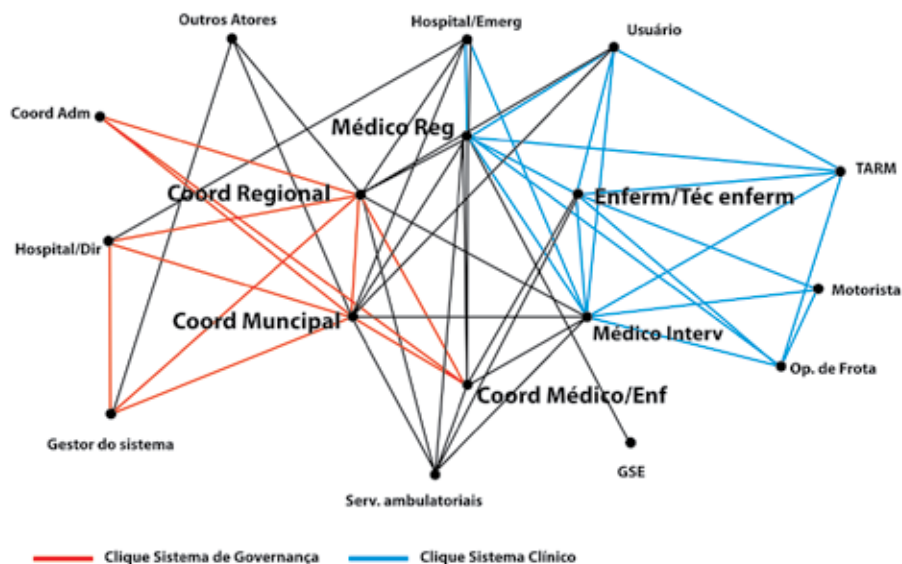 Outros Atores
Hospital/Emerg
Usuário
Coord Adm
Médico Reg
TARM
Coord Regional
Enferm/Téc enferm
Hospital/Dir
Motorista
Coord Muncipal
Médico Interv
Op. de Frota
Coord Médico/Enf
Gestor do sistema
GSE
Serv. ambulatoriais
Clique Sistema de Governança
Clique Sistema Clínico